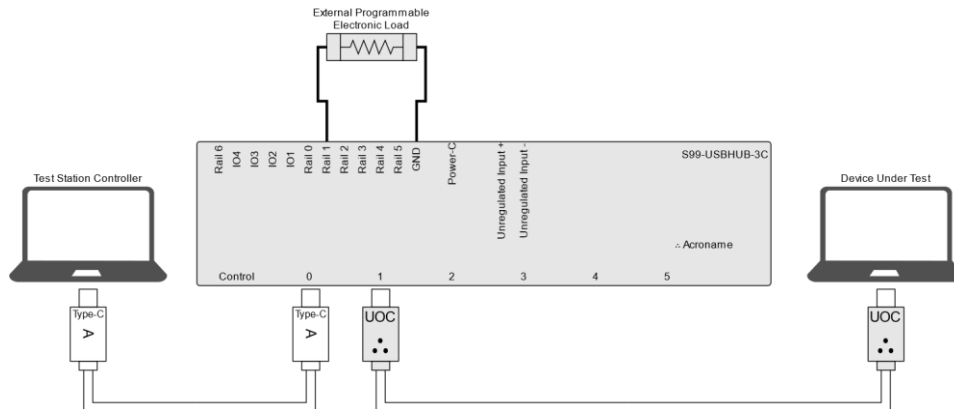 External Programmable
Electronic Load
Rail 6
IO4
IO3
IO2
IO1
Rail 0
Rail 1
Rail 2
Rail 3
Rail 4
Rail 5
GND
Power-C
Unregulated Input +
Unregulated Input -
S99-USBHUB-3C
Test Station Controller
Device Under Test
Acroname
Control 0 1 2 3 4 5
Type-C
A
Type-C
A
UOC
UOC